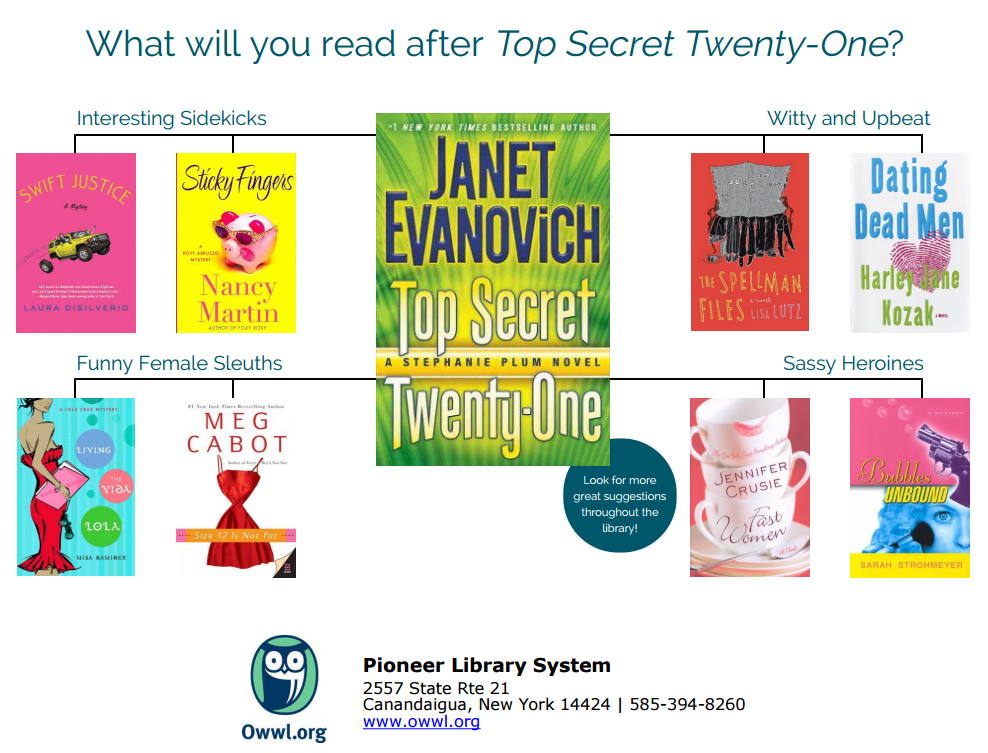 What will you read after Top Secret Twenty-One?
Interesting Sidekicks
SWIFT JUSTICE
A Mystery
LAURA DISILVERIO
Sticky Fingers
A
ROXY ABRUZZO
MYSTERY
Nancy
Martin
AUTHOR OF FOXY ROXY
#1 NEW YORK TIMES BESTSELLING AUTHOR
JANET
EVANOVICH
Top Secret
A STEPHANIE PLUM NOVEL
Twenty-One
Witty and Upbeat
THE SPELLMAN
FILES a novel LISA LUTZ
Dating
Dead Men
Harley Jane
Kozak
A NOVEL
Funny Female Sleuths
A LOLA CRUZ MYSTERY
LIVING
THE
VIDA
LOLA
MISA RAMIREZ
#1 New York Times Bestselling Author
MEG
CABOT
Size 12 Is Not Fat
Sassy Heroines
JENNIFER
CRUSIE
Fast
Women
A Novel
A MYSTERY
Bubbles
UNBOUND
SARAH STROHMEYER
Look for more
great suggestions
throughout the
library!
Pioneer Library System
2557 State Rte 21
Canandaigua, New York 14424 | 585-394-8260
www.owwl.org
Owwl.org